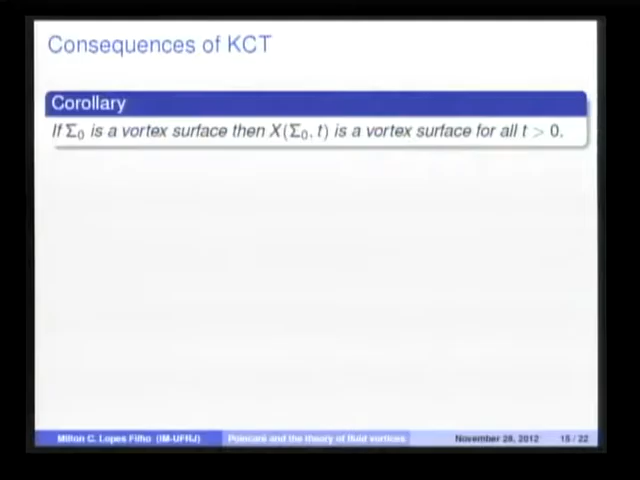 Consequences of KCT
Corollary
If Σ₀ is a vortex surface then X(Σ₀, t) is a vortex surface for all t > 0.
Milton C. Lopes Filho (IM-UFRJ) Poincaré and the theory of fluid vortices November 28, 2012 15 / 22